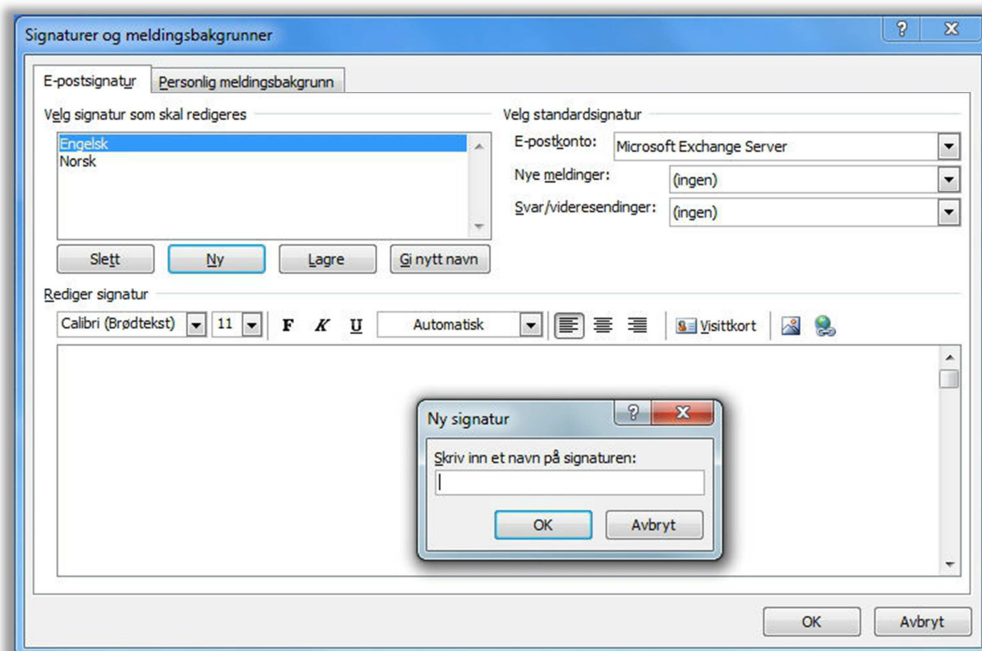 Signaturer og meldingsbakgrunner
E-postsignatur Personlig meldingsbakgrunn
Velg signatur som skal redigeres
Engelsk
Norsk
Slett Ny Lagre Gi nytt navn
Velg standardsignatur
E-postkonto: Microsoft Exchange Server
Nye meldinger: (ingen)
Svar/videresendinger: (ingen)
Rediger signatur
Calibri (Brødtekst) 11 F K U Automatisk Visittkort
Ny signatur
Skriv inn et navn på signaturen:
OK Avbryt
OK Avbryt